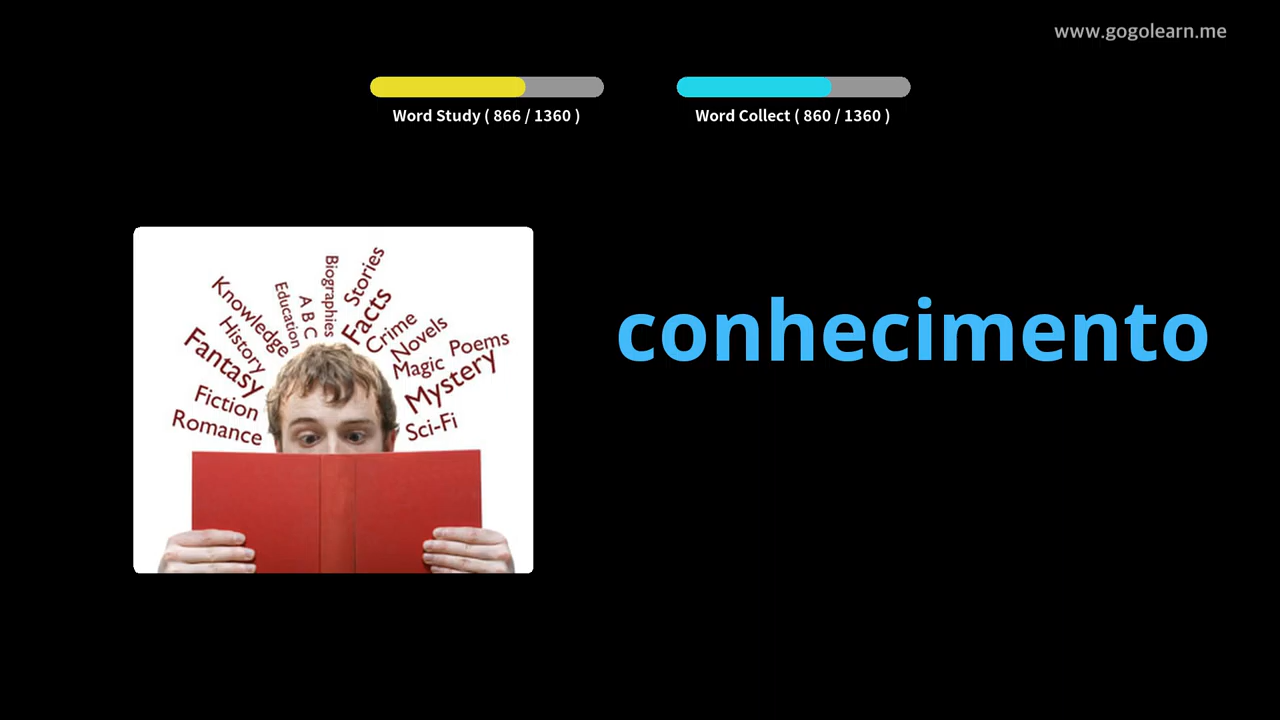 www.gogolearn.me
Word Study ( 866 / 1360 )
Word Collect ( 860 / 1360 )
Knowledge
Education
A B C
Biographies
Stories
Facts
Crime
Novels
Poems
Magic
Mystery
Sci-Fi
History
Fantasy
Fiction
Romance
conhecimento